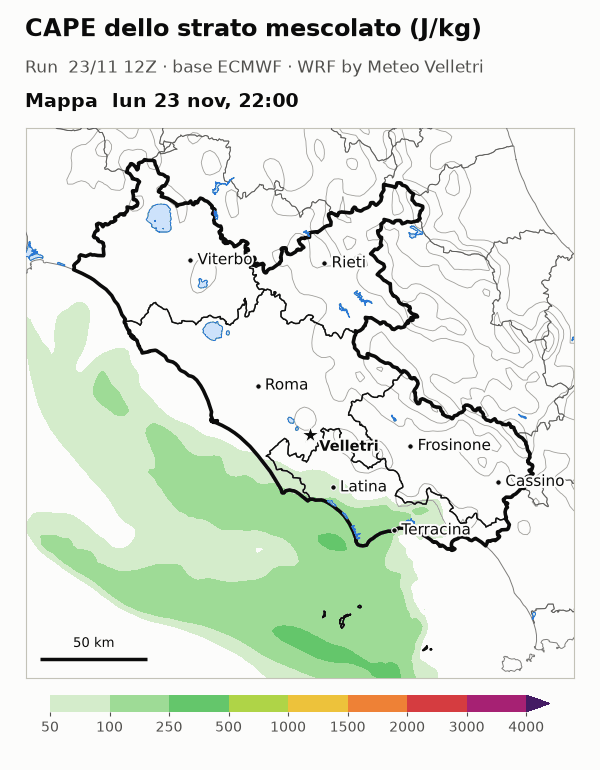 CAPE dello strato mescolato (J/kg)
Run  23/11 12Z · base ECMWF · WRF by Meteo Velletri
Mappa  lun 23 nov, 22:00
Viterbo
Rieti
Roma
Velletri
Frosinone
Latina
Cassino
Terracina
50 km
50 100 250 500 1000 1500 2000 3000 4000